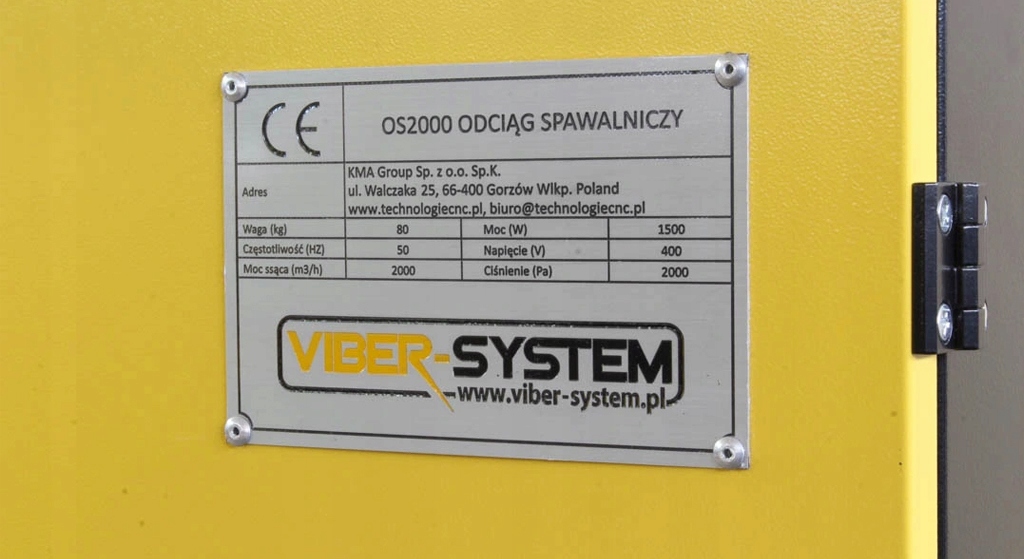 CE
OS2000 ODCIĄG SPAWALNICZY
Adres
KMA Group Sp. z o.o. Sp.K.
ul. Walczaka 25, 66-400 Gorzów Wlkp. Poland
www.technologiecnc.pl, biuro@technologiecnc.pl
Waga (kg) 80 Moc (W) 1500
Częstotliwość (HZ) 50 Napięcie (V) 400
Moc ssąca (m3/h) 2000 Ciśnienie (Pa) 2000
VIBER-SYSTEM
www.viber-system.pl